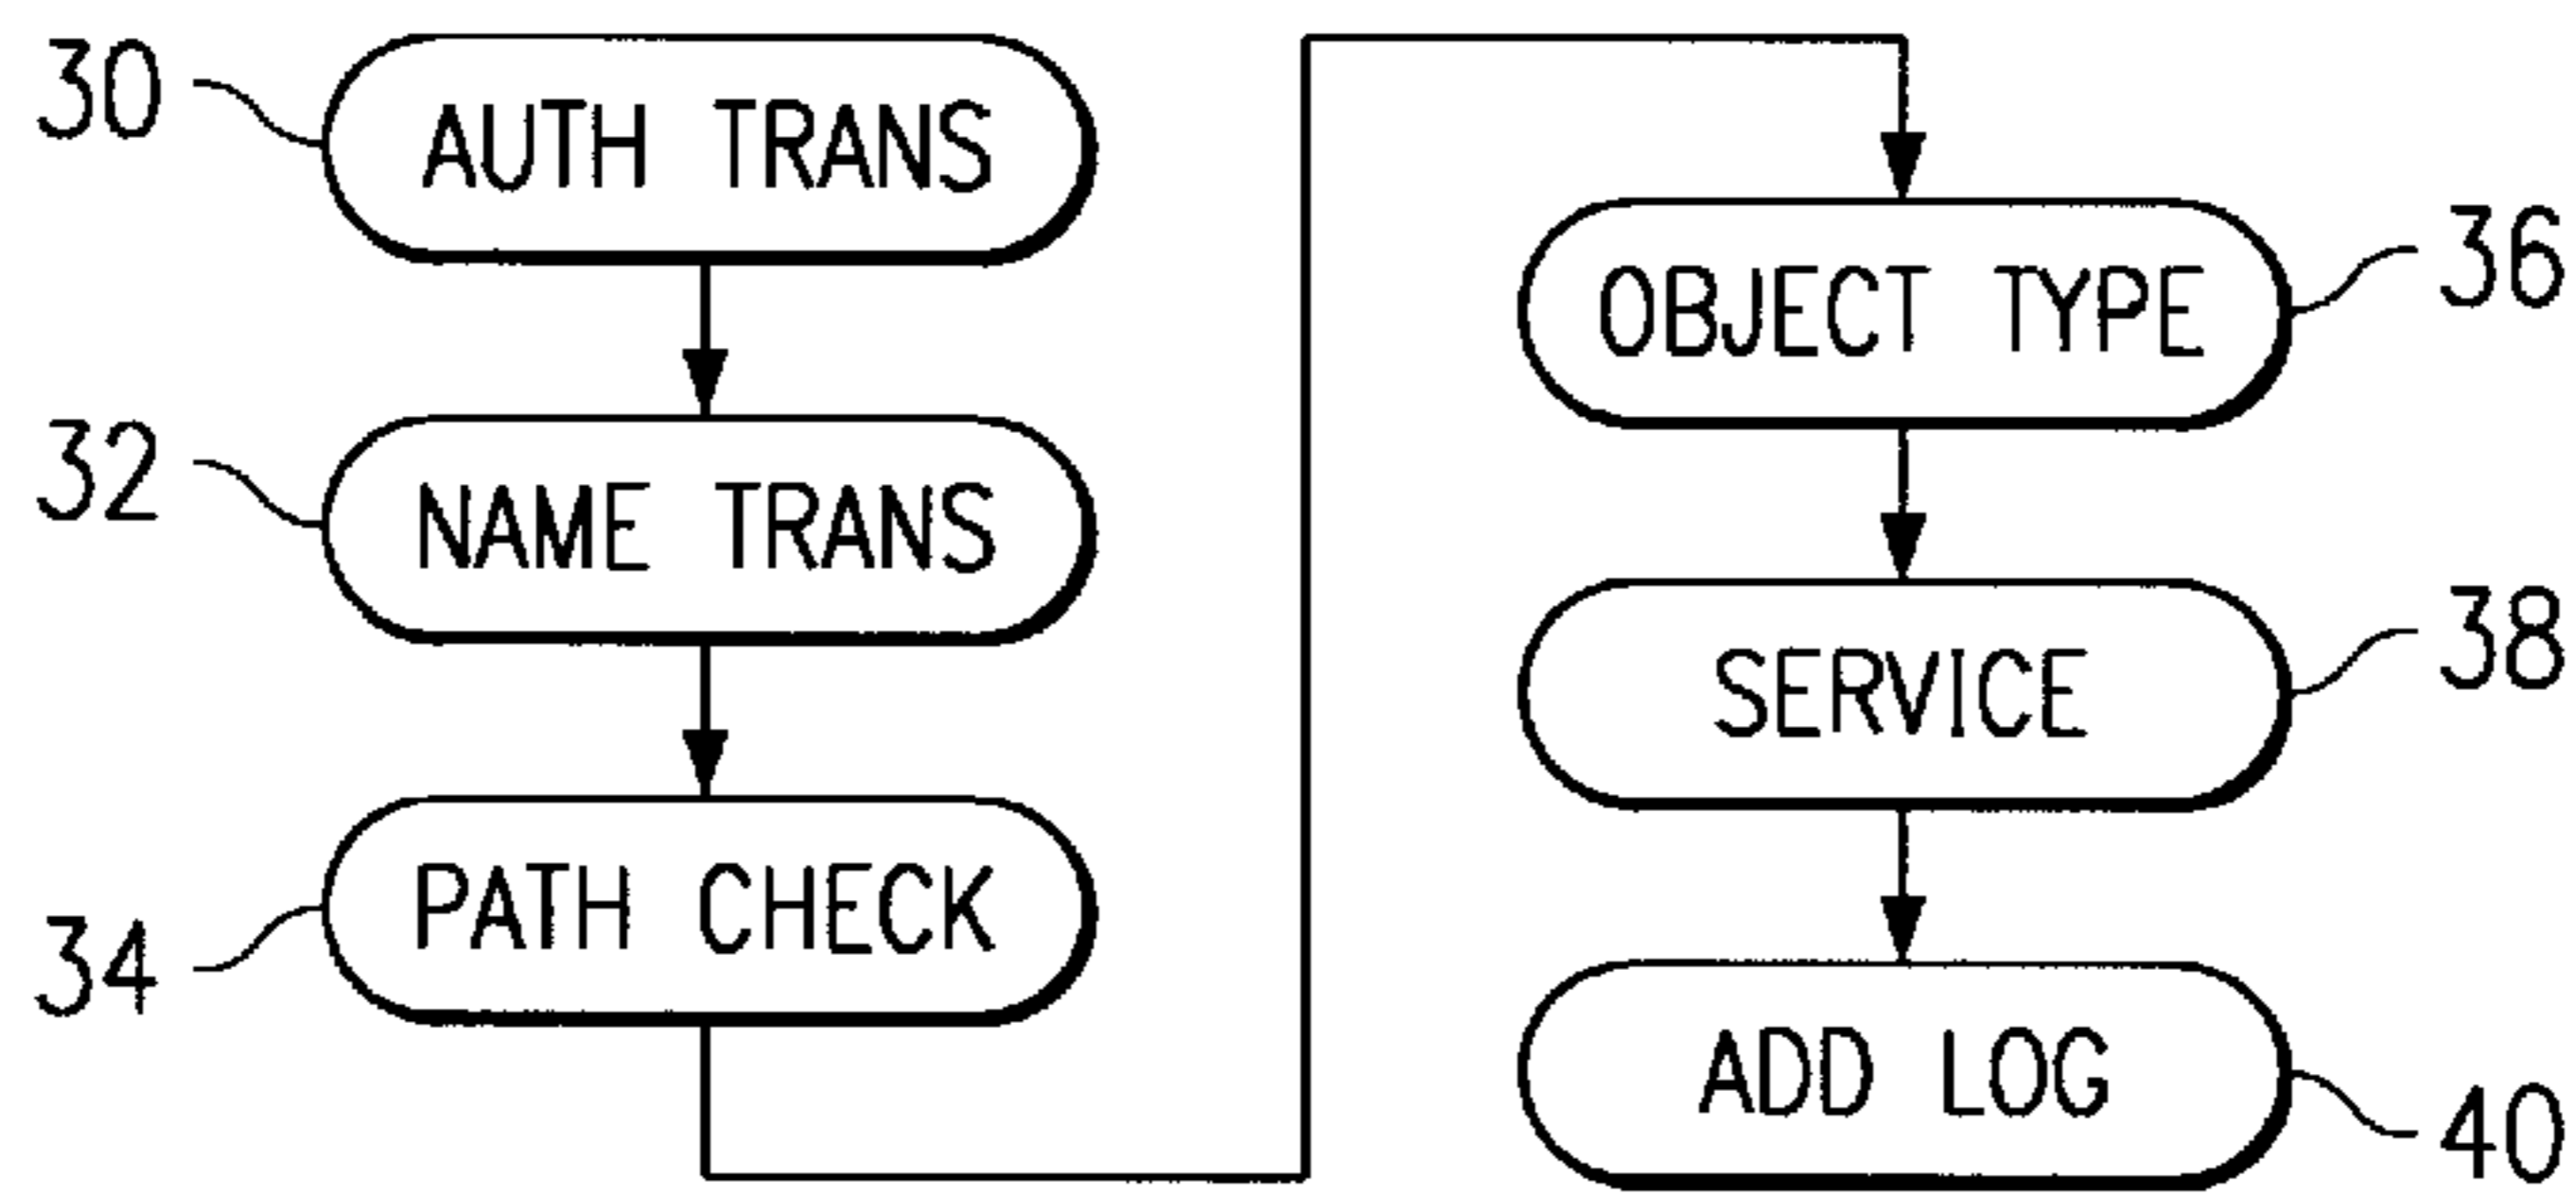 30
AUTH TRANS
32
NAME TRANS
34
PATH CHECK
OBJECT TYPE
36
SERVICE
38
ADD LOG
40